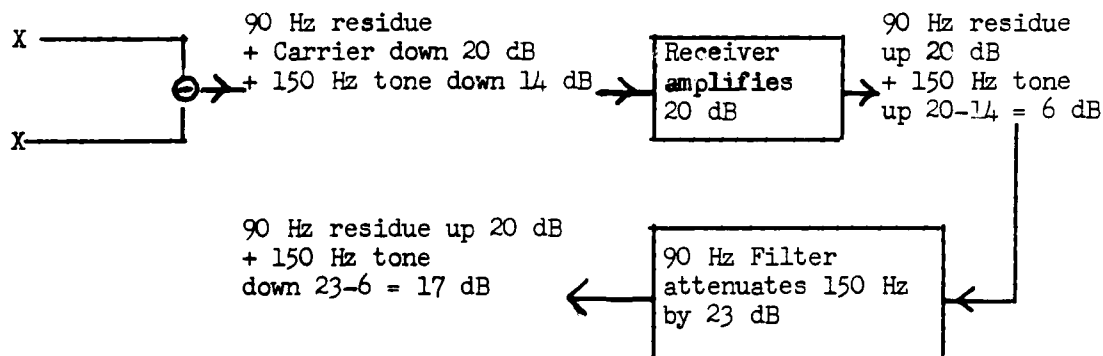 90 Hz residue
+ Carrier down 20 dB
+ 150 Hz tone down 14 dB
X
X
Receiver
amplifies
20 dB
90 Hz residue
up 20 dB
+ 150 Hz tone
up 20-14 = 6 dB
90 Hz residue up 20 dB
+ 150 Hz tone
down 23-6 = 17 dB
90 Hz Filter
attenuates 150 Hz
by 23 dB